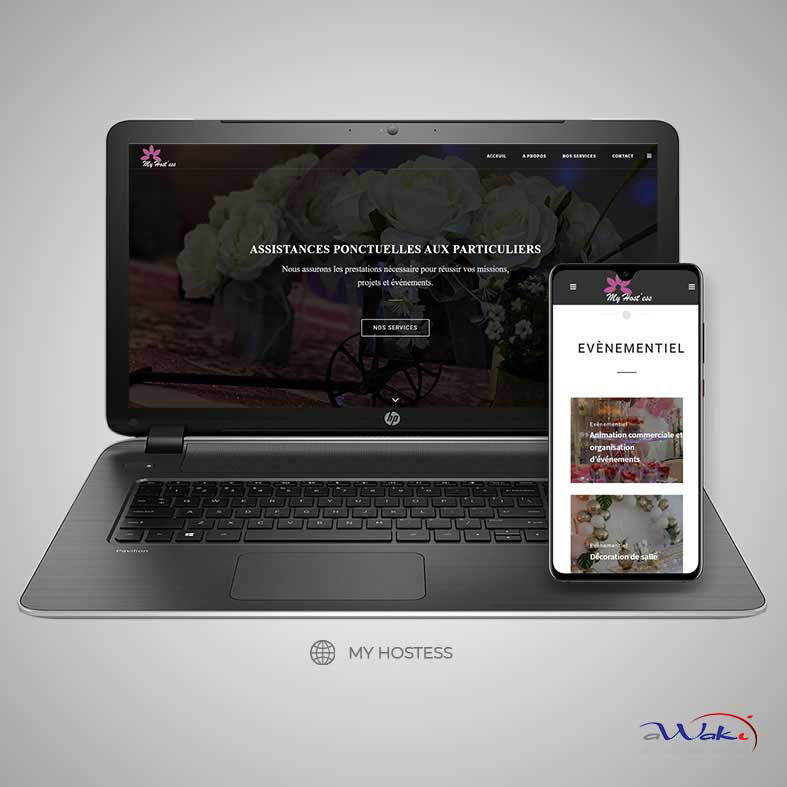 My Host'ess
ACCEUIL A PROPOS NOS SERVICES CONTACT
ASSISTANCES PONCTUELLES AUX PARTICULIERS
Nous assurons les prestations nécessaire pour réussir vos missions,
projets et évènements.
NOS SERVICES
hp
Pavilion
My Host'ess
EVÈNEMENTIEL
Evènementiel
Animation commerciale et
organisation
d'événements
Evènementiel
Décoration de salle
MY HOSTESS
aWaki